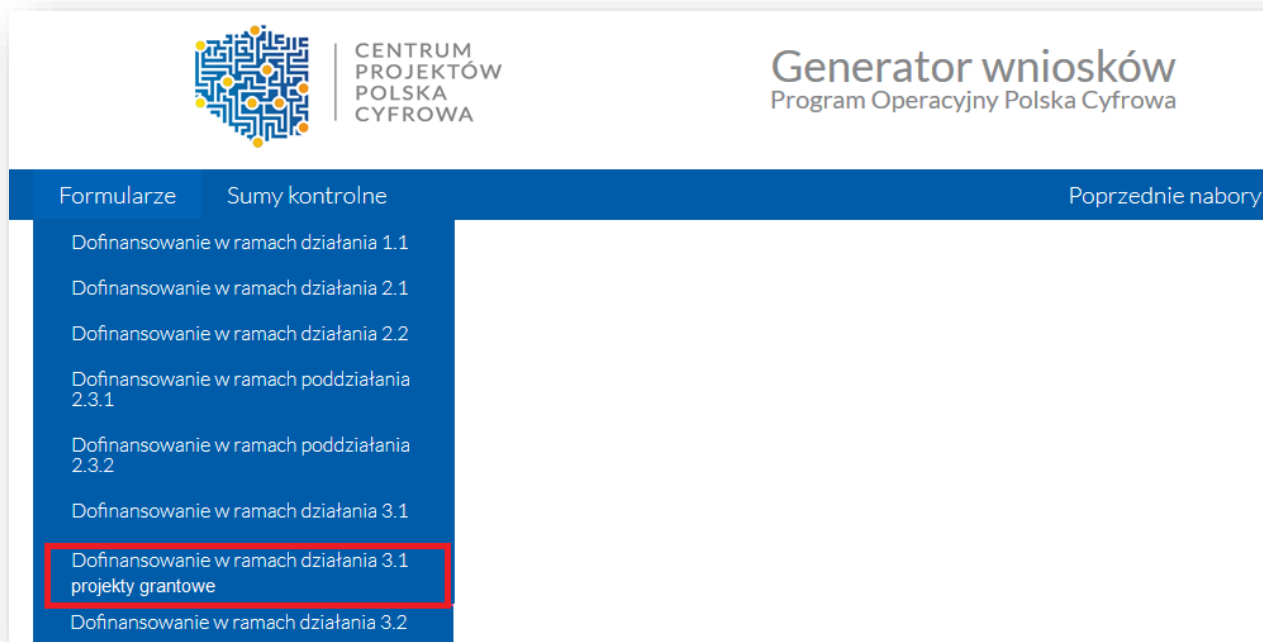 CENTRUM
PROJEKTÓW
POLSKA
CYFROWA
Generator wniosków
Program Operacyjny Polska Cyfrowa
Formularze
Sumy kontrolne
Poprzednie nabory
Dofinansowanie w ramach działania 1.1
Dofinansowanie w ramach działania 2.1
Dofinansowanie w ramach działania 2.2
Dofinansowanie w ramach poddziałania
2.3.1
Dofinansowanie w ramach poddziałania
2.3.2
Dofinansowanie w ramach działania 3.1
Dofinansowanie w ramach działania 3.1
projekty grantowe
Dofinansowanie w ramach działania 3.2